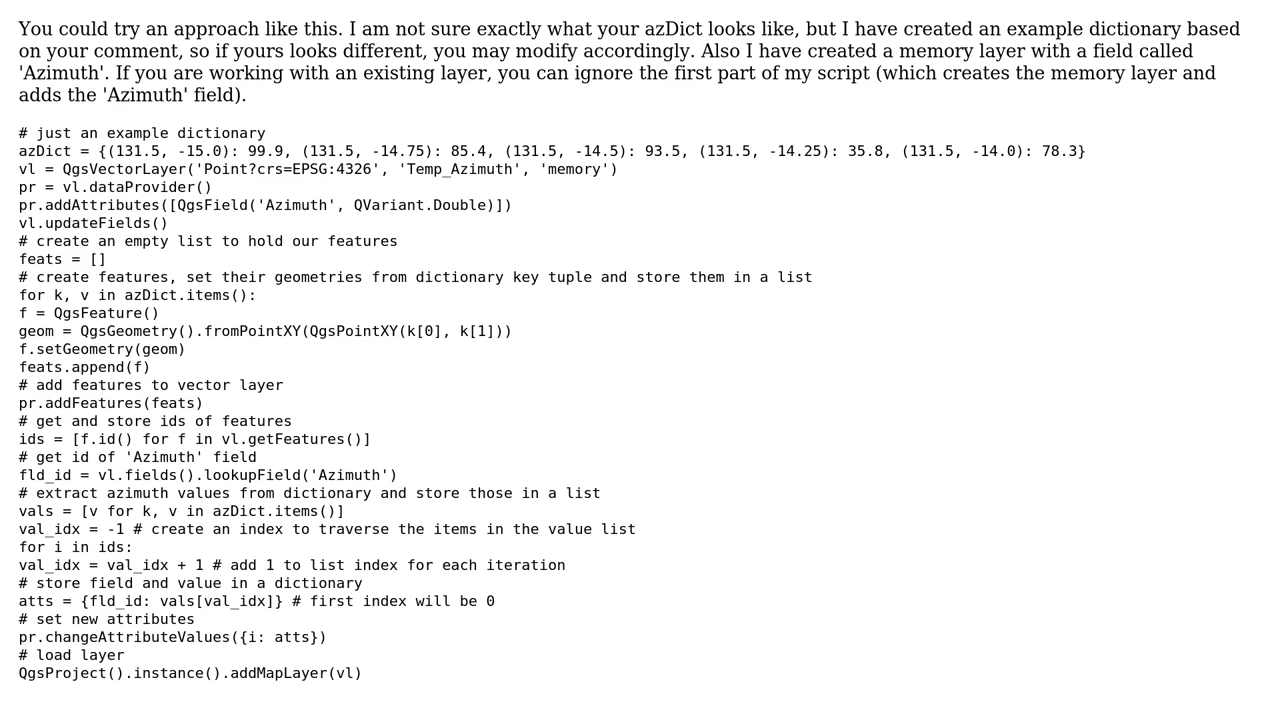 You could try an approach like this. I am not sure exactly what your azDict looks like, but I have created an example dictionary based
on your comment, so if yours looks different, you may modify accordingly. Also I have created a memory layer with a field called
'Azimuth'. If you are working with an existing layer, you can ignore the first part of my script (which creates the memory layer and
adds the 'Azimuth' field).
# just an example dictionary
azDict = {(131.5, -15.0): 99.9, (131.5, -14.75): 85.4, (131.5, -14.5): 93.5, (131.5, -14.25): 35.8, (131.5, -14.0): 78.3}
vl = QgsVectorLayer('Point?crs=EPSG:4326', 'Temp_Azimuth', 'memory')
pr = vl.dataProvider()
pr.addAttributes([QgsField('Azimuth', QVariant.Double)])
vl.updateFields()
# create an empty list to hold our features
feats = []
# create features, set their geometries from dictionary key tuple and store them in a list
for k, v in azDict.items():
f = QgsFeature()
geom = QgsGeometry().fromPointXY(QgsPointXY(k[0], k[1]))
f.setGeometry(geom)
feats.append(f)
# add features to vector layer
pr.addFeatures(feats)
# get and store ids of features
ids = [f.id() for f in vl.getFeatures()]
# get id of 'Azimuth' field
fld_id = vl.fields().lookupField('Azimuth')
# extract azimuth values from dictionary and store those in a list
vals = [v for k, v in azDict.items()]
val_idx = -1 # create an index to traverse the items in the value list
for i in ids:
val_idx = val_idx + 1 # add 1 to list index for each iteration
# store field and value in a dictionary
atts = {fld_id: vals[val_idx]} # first index will be 0
# set new attributes
pr.changeAttributeValues({i: atts})
# load layer
QgsProject().instance().addMapLayer(vl)